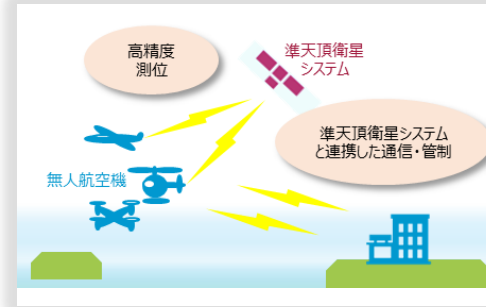 高精度
測位
準天頂衛星
システム
準天頂衛星システム
と連携した通信・管制
無人航空機